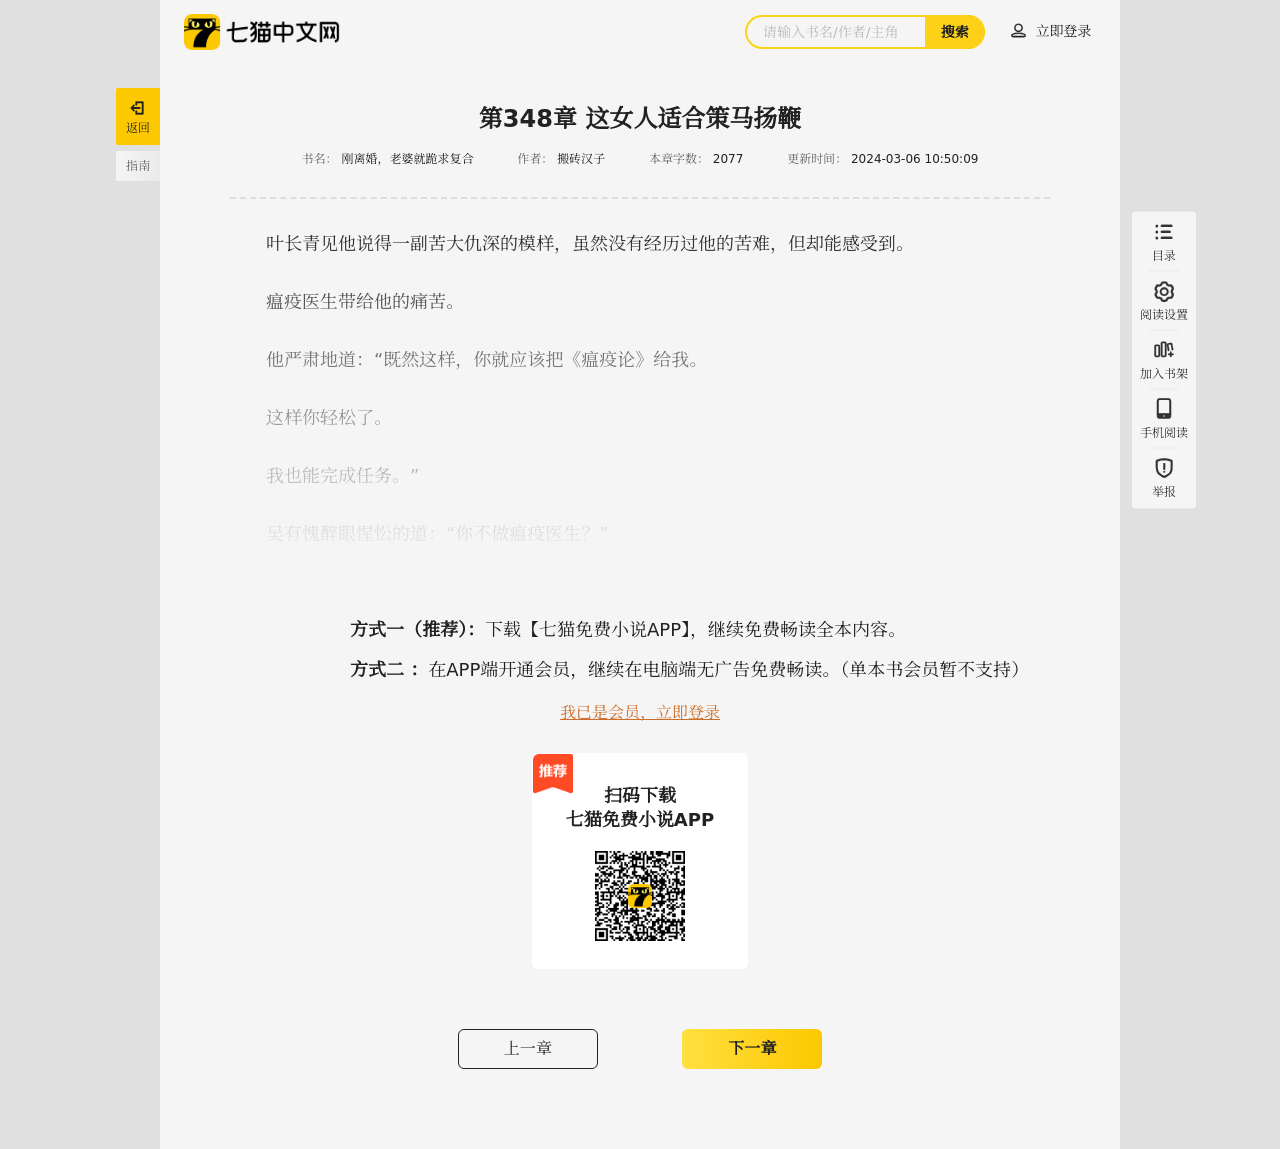 七猫中文网
请输入书名/作者/主角
搜索
立即登录
返回
指南
第348章 这女人适合策马扬鞭
书名： 刚离婚，老婆就跪求复合 作者： 搬砖汉子 本章字数： 2077 更新时间： 2024-03-06 10:50:09
叶长青见他说得一副苦大仇深的模样，虽然没有经历过他的苦难，但却能感受到。
瘟疫医生带给他的痛苦。
他严肃地道：“既然这样，你就应该把《瘟疫论》给我。
这样你轻松了。
我也能完成任务。”
吴有愧醉眼惺忪的道：“你不做瘟疫医生？”
目录
阅读设置
加入书架
手机阅读
举报
方式一（推荐）：下载【七猫免费小说APP】，继续免费畅读全本内容。
方式二 ：在APP端开通会员，继续在电脑端无广告免费畅读。（单本书会员暂不支持）
我已是会员，立即登录
推荐
扫码下载
七猫免费小说APP
上一章
下一章